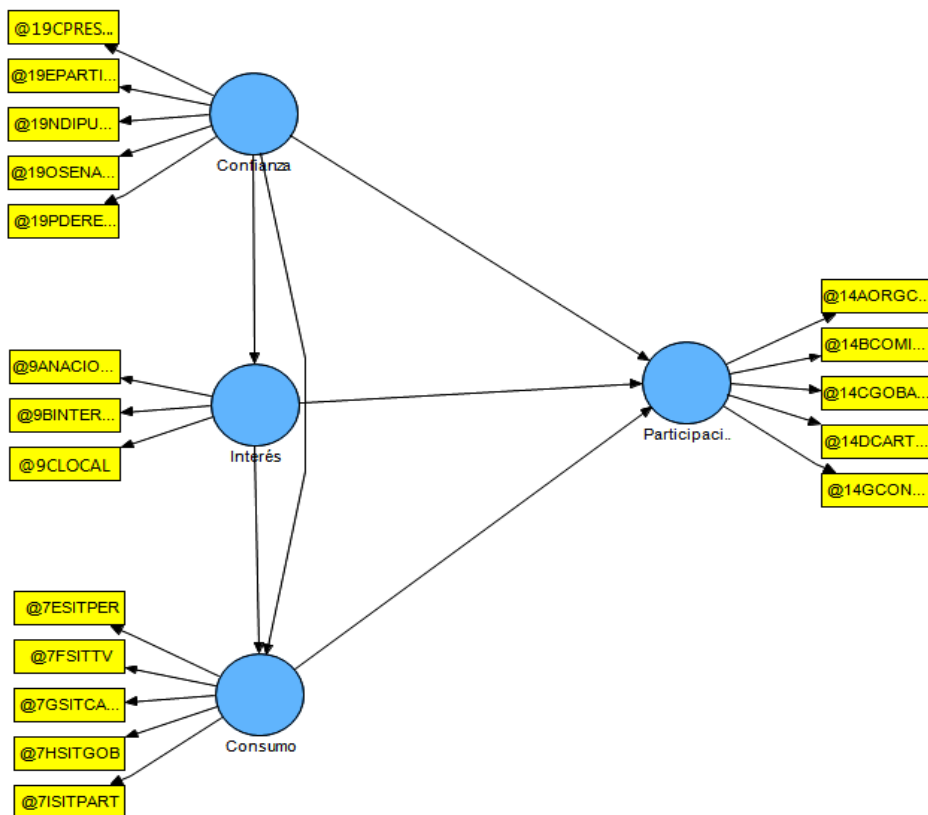 @19CPRES...
@19EPARTI...
@19NDIPU...
@19OSENA...
@19PDERE...
Confianza
@9ANACIO...
@9BINTER...
@9CLOCAL
Interés
@7ESITPER
@7FSITTV
@7GSITCA...
@7HSITGOB
@7ISITPART
Consumo
Participaci..
@14AORGC..
@14BCOMI...
@14CGOBA...
@14DCART...
@14GCON...